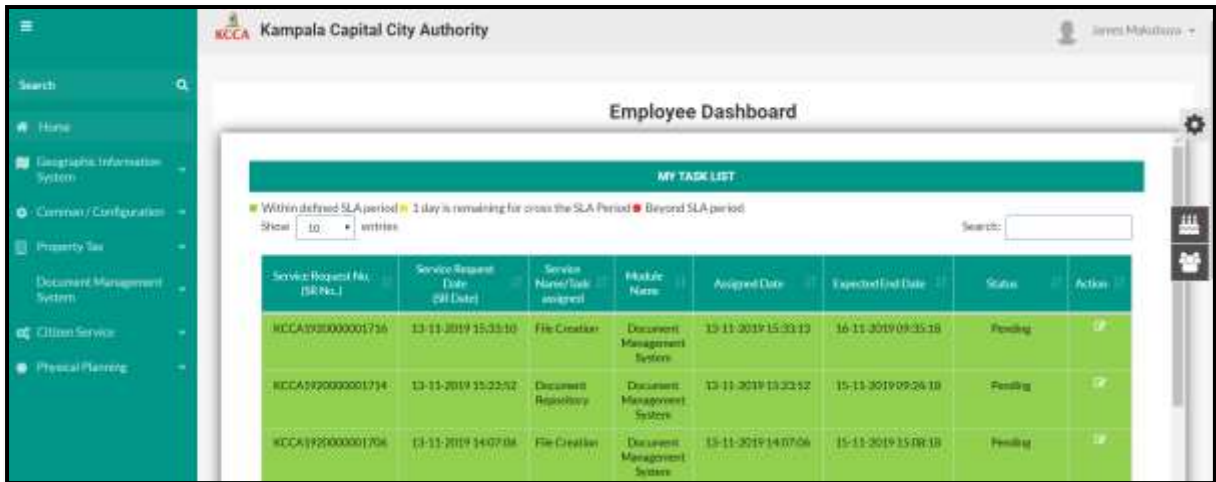 KCCA Kampala Capital City Authority
Search
Home
Geographic Information
System
Common / Configuration
Property Tax
Document Management
System
Citizen Service
Physical Planning
Employee Dashboard
MY TASK LIST
Within defined SLA period 1 day is remaining for cross the SLA Period Beyond SLA period
Show 10 entries
Search:
Service Request No.
(SR No.)
Service Request
Date
(SR Date)
Service
Name/Task
assigned
Module
Name
Assigned Date
Expected End Date
Status
Action
KCCA1920000001716 13-11-2019 15:33:10 File Creation Document 13-11-2019 15:33:13 16-11-2019 09:35:18 Pending
Management
System
KCCA1920000001714 13-11-2019 15:23:52 Document Document 13-11-2019 15:23:52 15-11-2019 09:26:18 Pending
Repository Management
System
KCCA1920000001706 13-11-2019 14:07:06 File Creation Document 13-11-2019 14:07:06 15-11-2019 15:08:18 Pending
Management
System